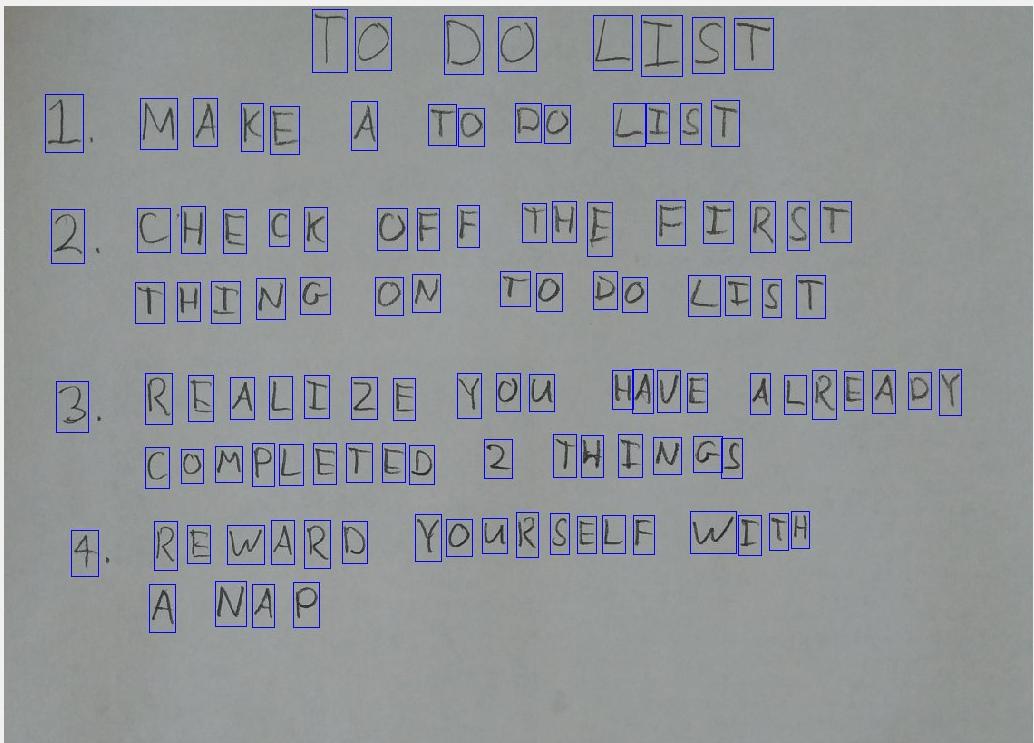 TO DO LIST
1. MAKE A TO DO LIST
2. CHECK OFF THE FIRST
THING ON TO DO LIST
3. REALIZE YOU HAVE ALREADY
COMPLETED 2 THINGS
4. REWARD YOURSELF WITH
A NAP